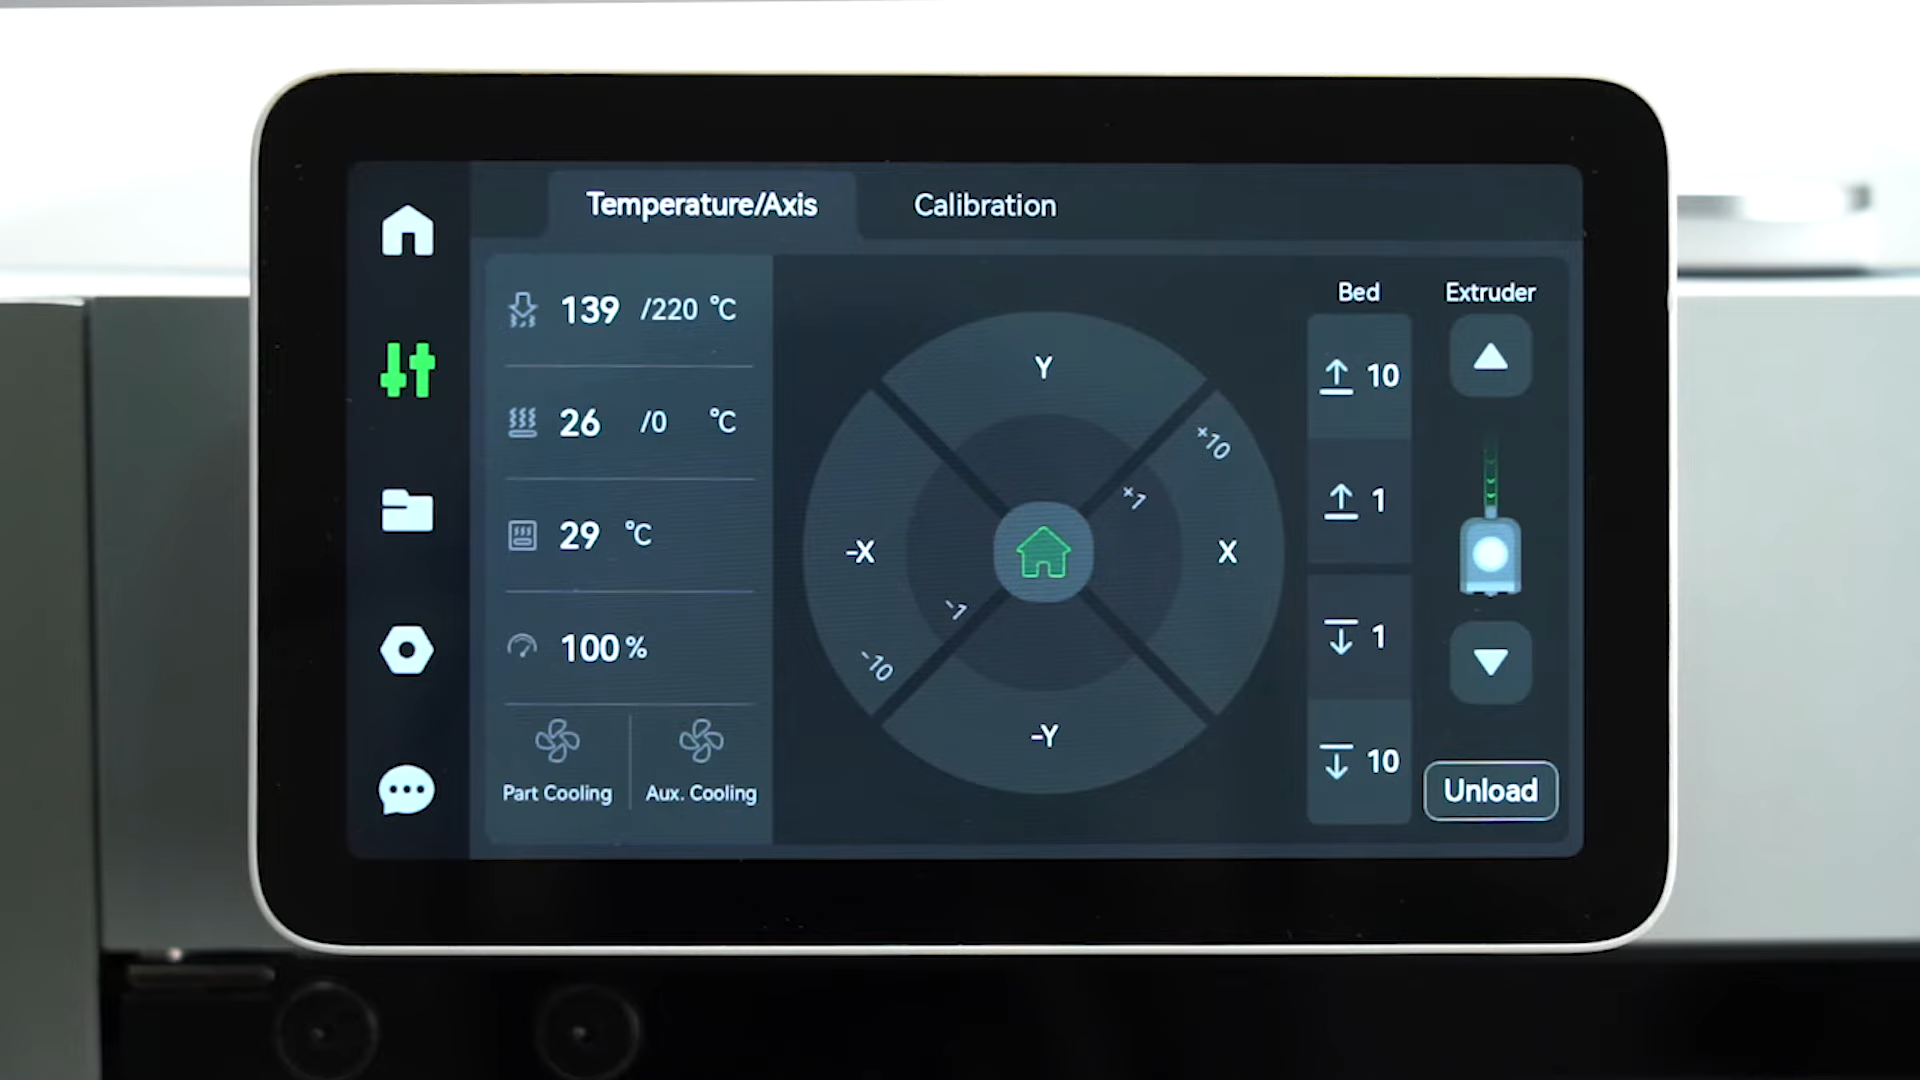 Temperature/Axis
Calibration
139 /220 °C
26 /0 °C
29 °C
100 %
Part Cooling
Aux. Cooling
Y
+10
+1
-X
X
-1
-10
-Y
Bed
10
1
1
10
Extruder
Unload